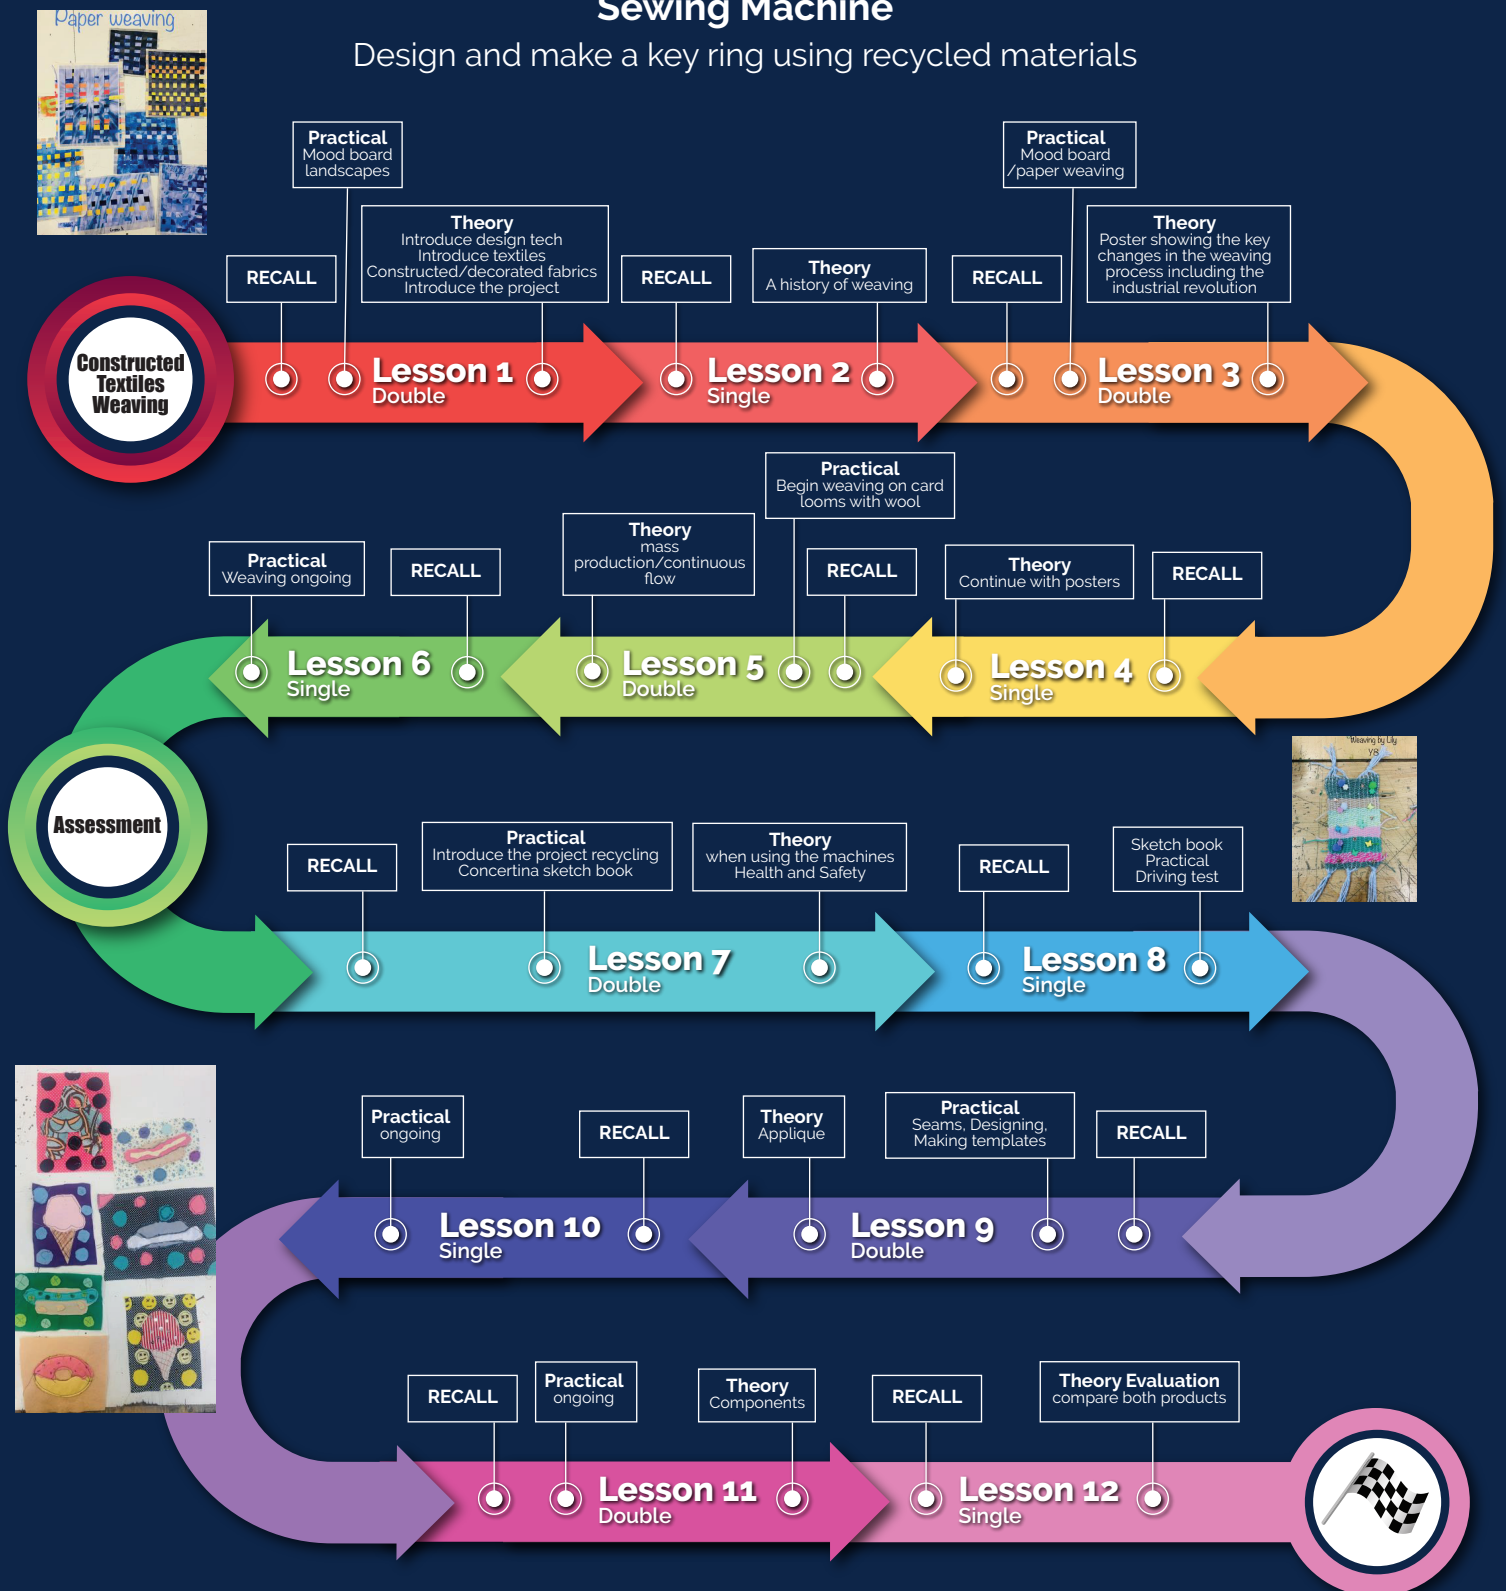 Sewing Machine
Design and make a key ring using recycled materials
Paper weaving
Practical
Mood board
landscapes
Theory
Introduce design tech
Introduce textiles
Constructed/decorated fabrics
Introduce the project
RECALL
RECALL
Theory
A history of weaving
RECALL
Practical
Mood board
/paper weaving
Theory
Poster showing the key
changes in the weaving
process including the
industrial revolution
Constructed
Textiles
Weaving
Lesson 1
Double
Lesson 2
Single
Lesson 3
Double
Practical
Weaving ongoing
RECALL
Theory
mass
production/continuous
flow
Practical
Begin weaving on card
looms with wool
RECALL
Theory
Continue with posters
RECALL
Lesson 6
Single
Lesson 5
Double
Lesson 4
Single
Weaving by Lily
Y8
Assessment
RECALL
Practical
Introduce the project recycling
Concertina sketch book
Theory
when using the machines
Health and Safety
RECALL
Sketch book
Practical
Driving test
Lesson 7
Double
Lesson 8
Single
Practical
ongoing
RECALL
Theory
Applique
Practical
Seams, Designing,
Making templates
RECALL
Lesson 10
Single
Lesson 9
Double
RECALL
Practical
ongoing
Theory
Components
RECALL
Theory Evaluation
compare both products
Lesson 11
Double
Lesson 12
Single